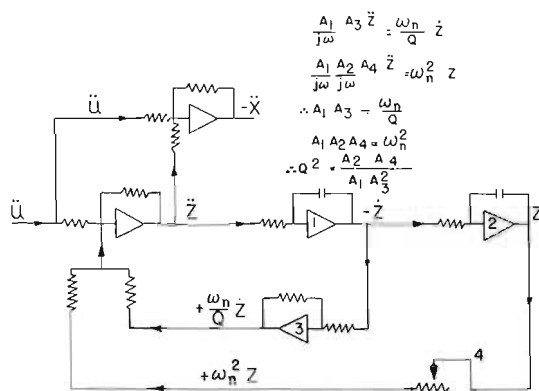 A₁/jω A₃ Z̈ = ωₙ/Q Ż
A₁/jω A₂/jω A₄ Z̈ = ωₙ² Z
∴ A₁ A₃ = ωₙ/Q
A₁ A₂ A₄ = ωₙ²
∴ Q² = A₂ A₄/A₁ A₃²
Ü
-Ẍ
Ü
Z̈
1
-Ż
2
Z
+ωₙ/Q Ż
3
4
+ωₙ² Z